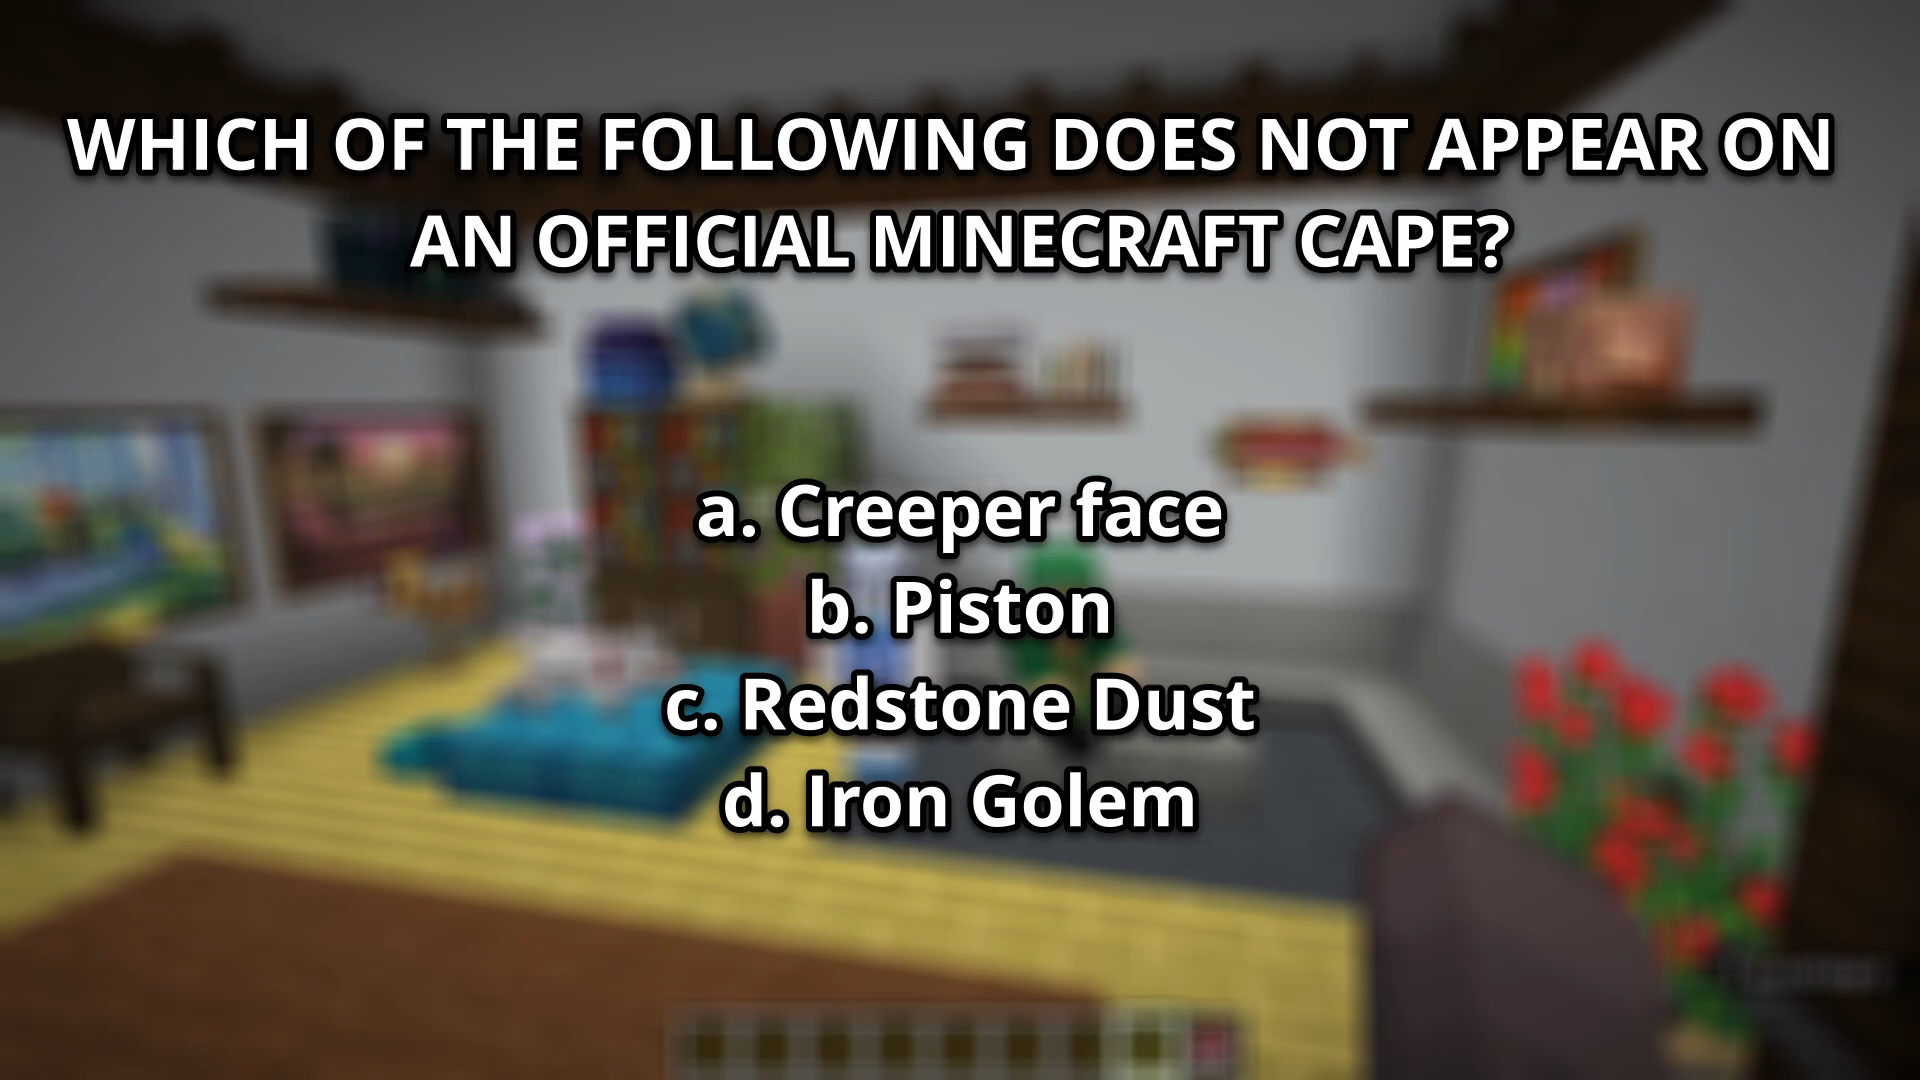 WHICH OF THE FOLLOWING DOES NOT APPEAR ON
AN OFFICIAL MINECRAFT CAPE?
a. Creeper face
b. Piston
c. Redstone Dust
d. Iron Golem